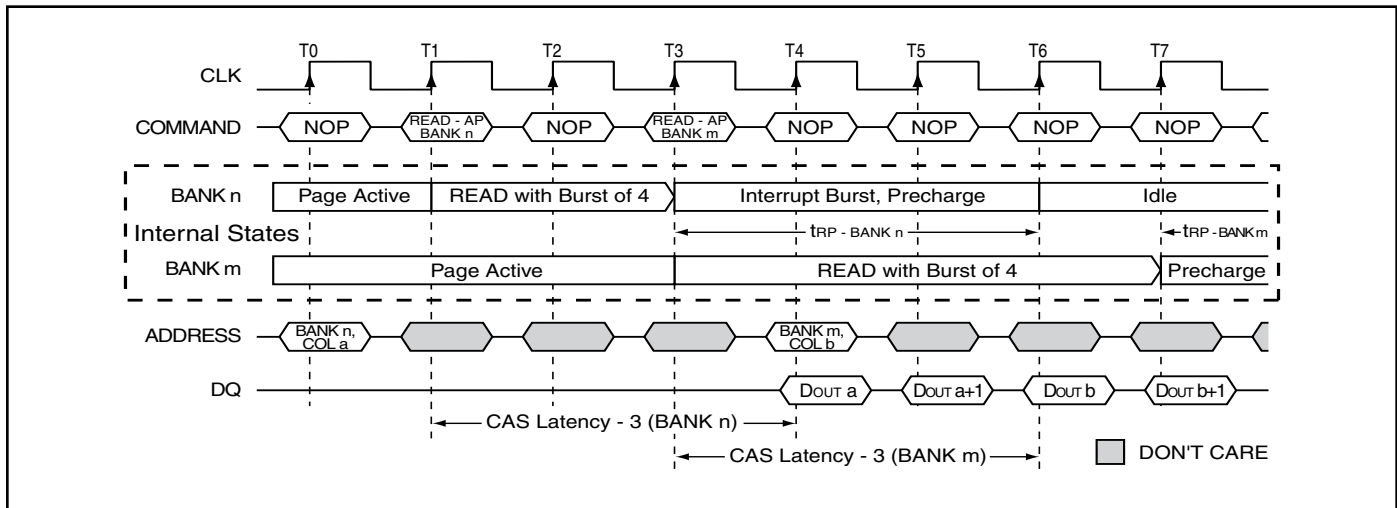 T0 T1 T2 T3 T4 T5 T6 T7
CLK
COMMAND NOP READ - AP BANK n NOP READ - AP BANK m NOP NOP NOP NOP
BANK n Page Active READ with Burst of 4 Interrupt Burst, Precharge Idle
Internal States tRP - BANK n tRP - BANK m
BANK m Page Active READ with Burst of 4 Precharge
ADDRESS BANK n, COL a BANK m, COL b
DQ DOUT a DOUT a+1 DOUT b DOUT b+1
CAS Latency - 3 (BANK n)
CAS Latency - 3 (BANK m) DON'T CARE